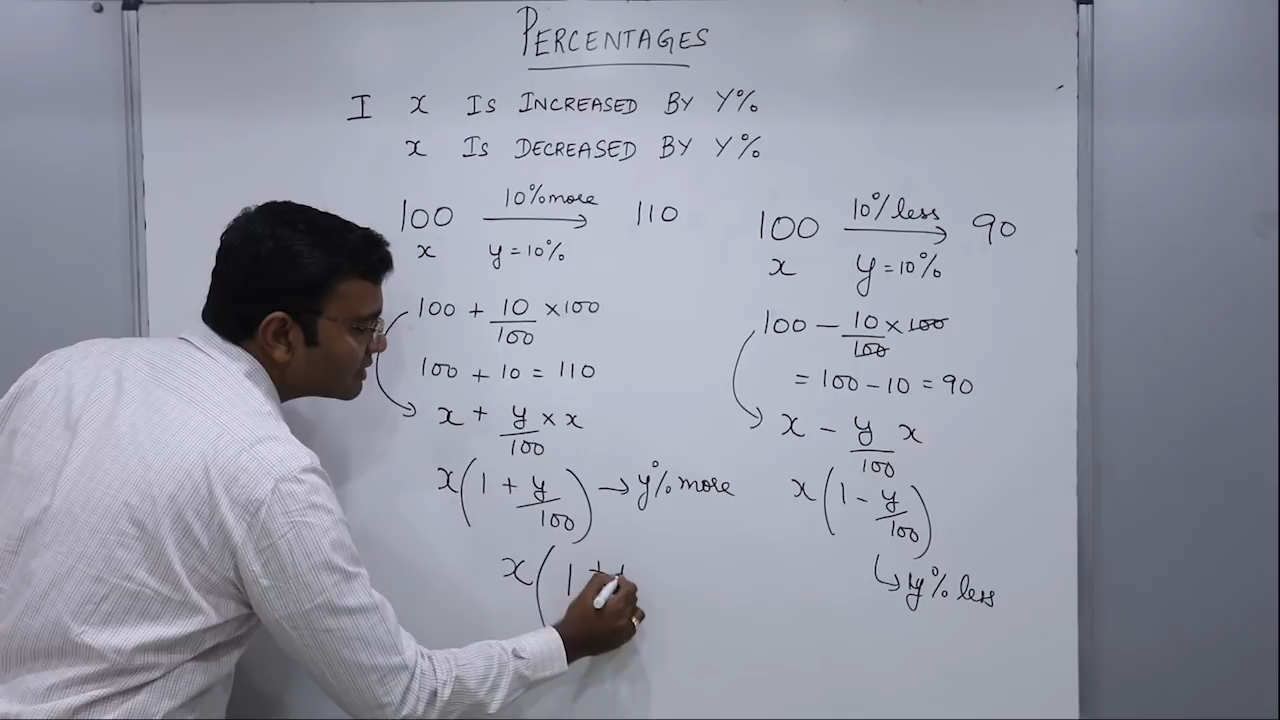 PERCENTAGES
I x IS INCREASED BY Y%
x IS DECREASED BY Y%
100 10% more 110
x y = 10%
100 + 10/100 × 100
100 + 10 = 110
x + y/100 × x
x(1 + y/100) → y% more
x(1 +
100 10% less 90
x y = 10%
100 − 10/100 × 100
= 100 − 10 = 90
x − y/100 x
x(1 − y/100)
y% less